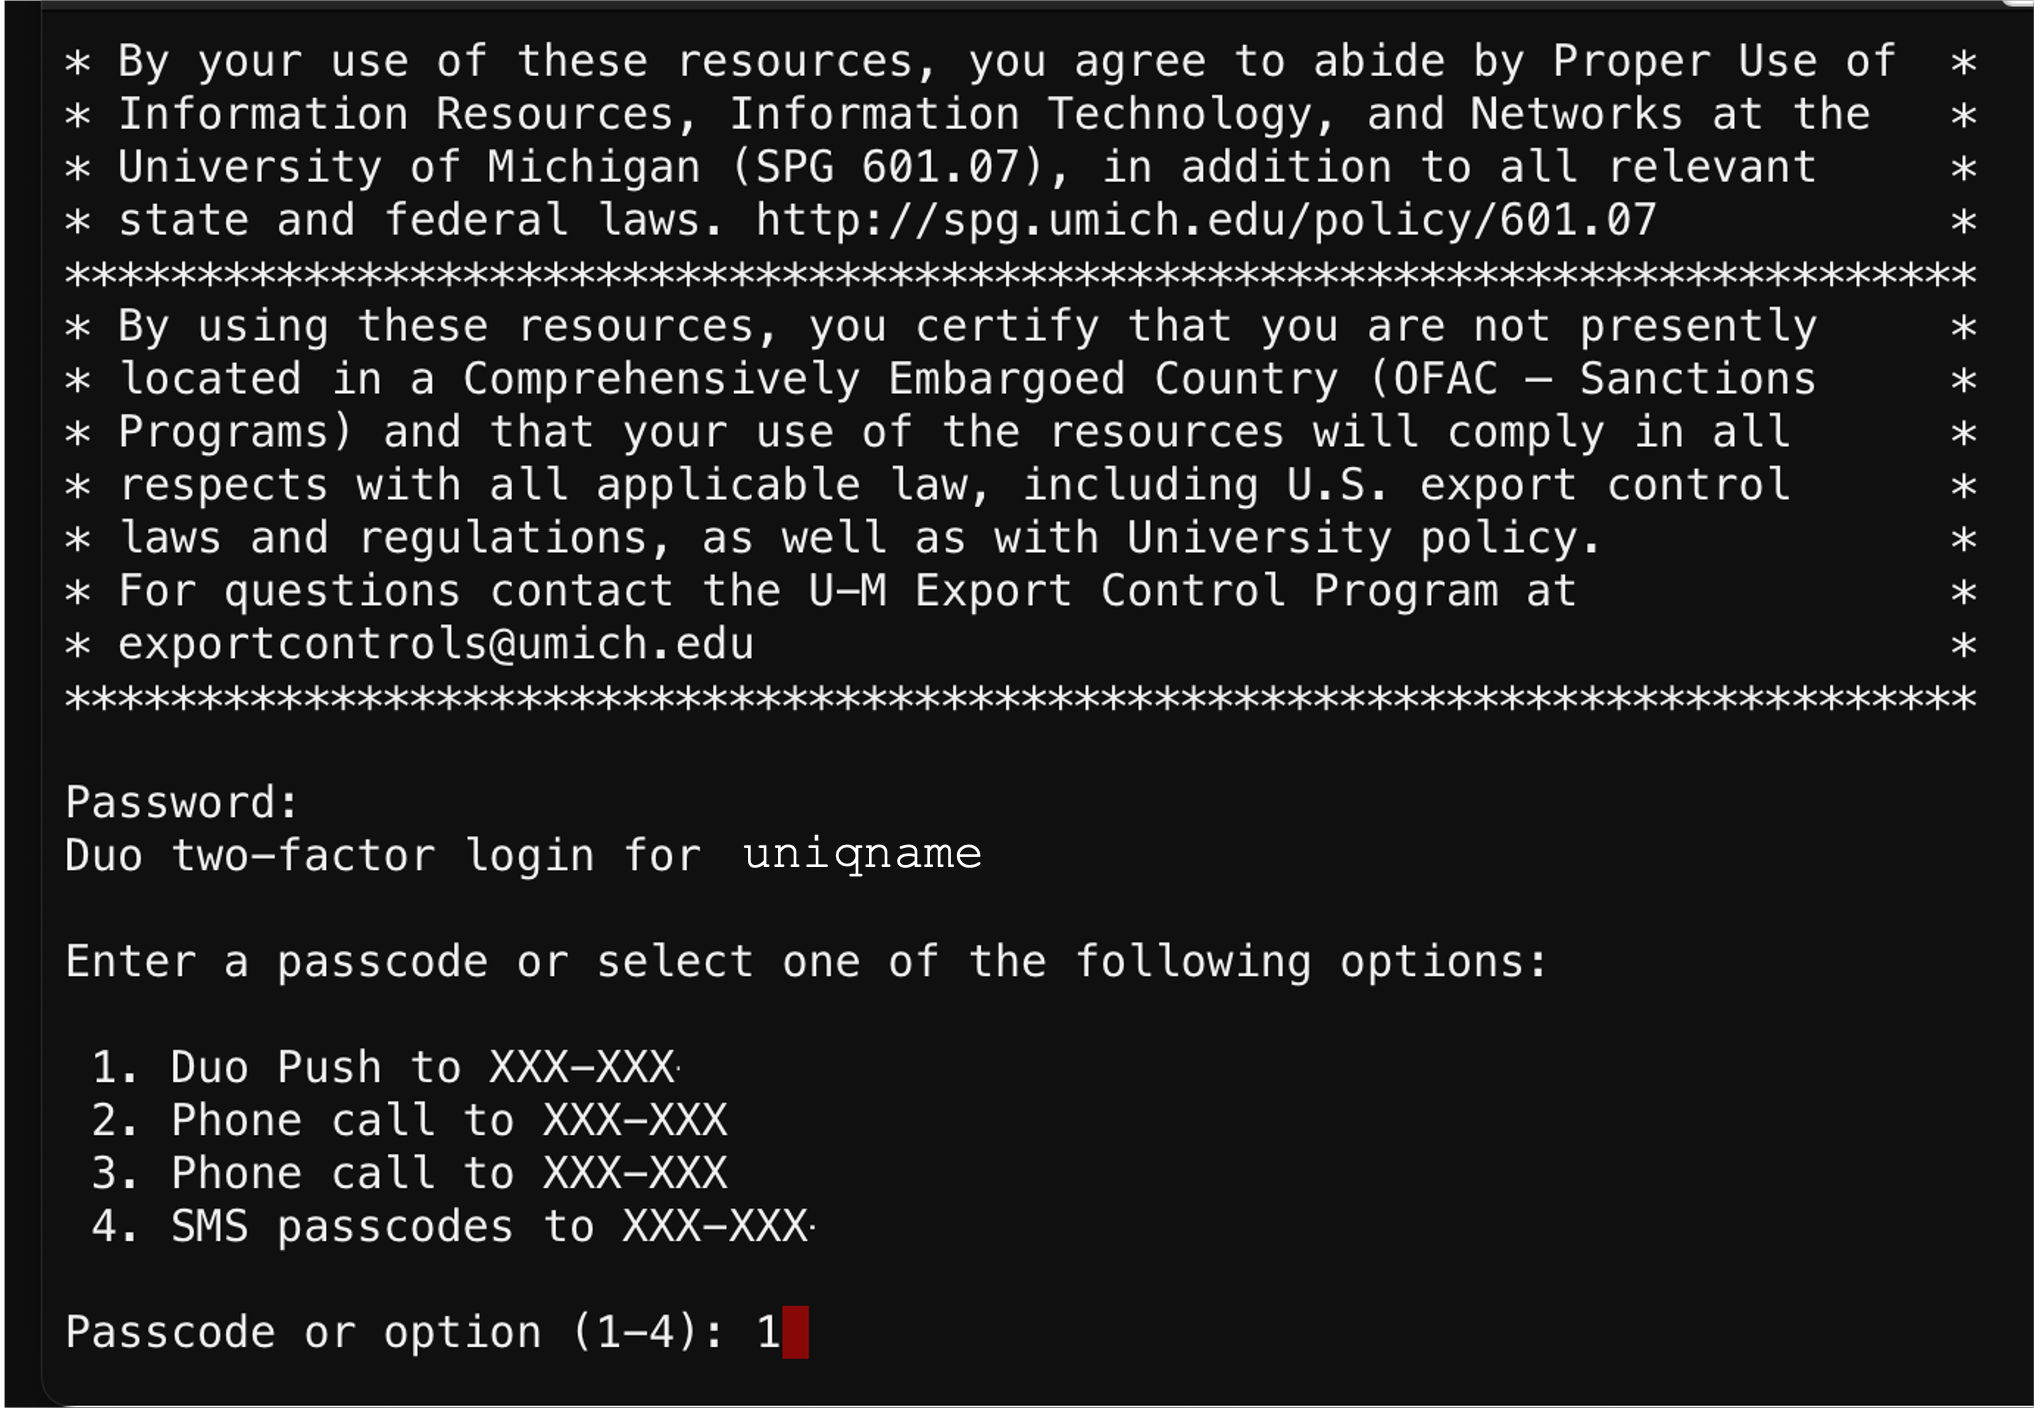 * By your use of these resources, you agree to abide by Proper Use of  *
* Information Resources, Information Technology, and Networks at the   *
* University of Michigan (SPG 601.07), in addition to all relevant     *
* state and federal laws. http://spg.umich.edu/policy/601.07           *
************************************************************************
* By using these resources, you certify that you are not presently     *
* located in a Comprehensively Embargoed Country (OFAC – Sanctions     *
* Programs) and that your use of the resources will comply in all      *
* respects with all applicable law, including U.S. export control      *
* laws and regulations, as well as with University policy.             *
* For questions contact the U–M Export Control Program at              *
* exportcontrols@umich.edu                                             *
************************************************************************
Password:
Duo two–factor login for uniqname
Enter a passcode or select one of the following options:
1. Duo Push to XXX–XXX
2. Phone call to XXX–XXX
3. Phone call to XXX–XXX
4. SMS passcodes to XXX–XXX
Passcode or option (1–4): 1